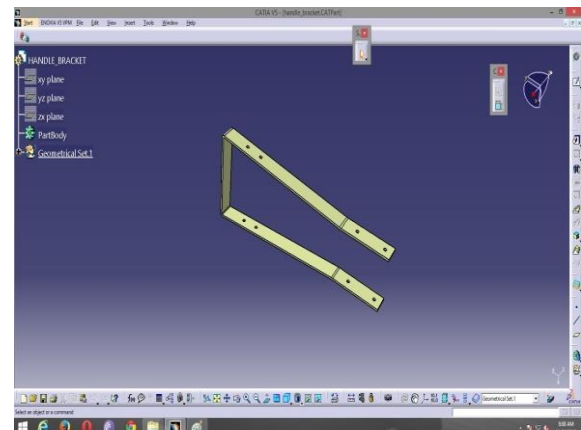 CATIA V5 - [handle_bracket.CATPart]
Start ENOVIA V5 VPM File Edit View Insert Tools Window Help
HANDLE_BRACKET
xy plane
yz plane
zx plane
PartBody
Geometrical Set.1
Geometrical Set.1
Select an object or a command